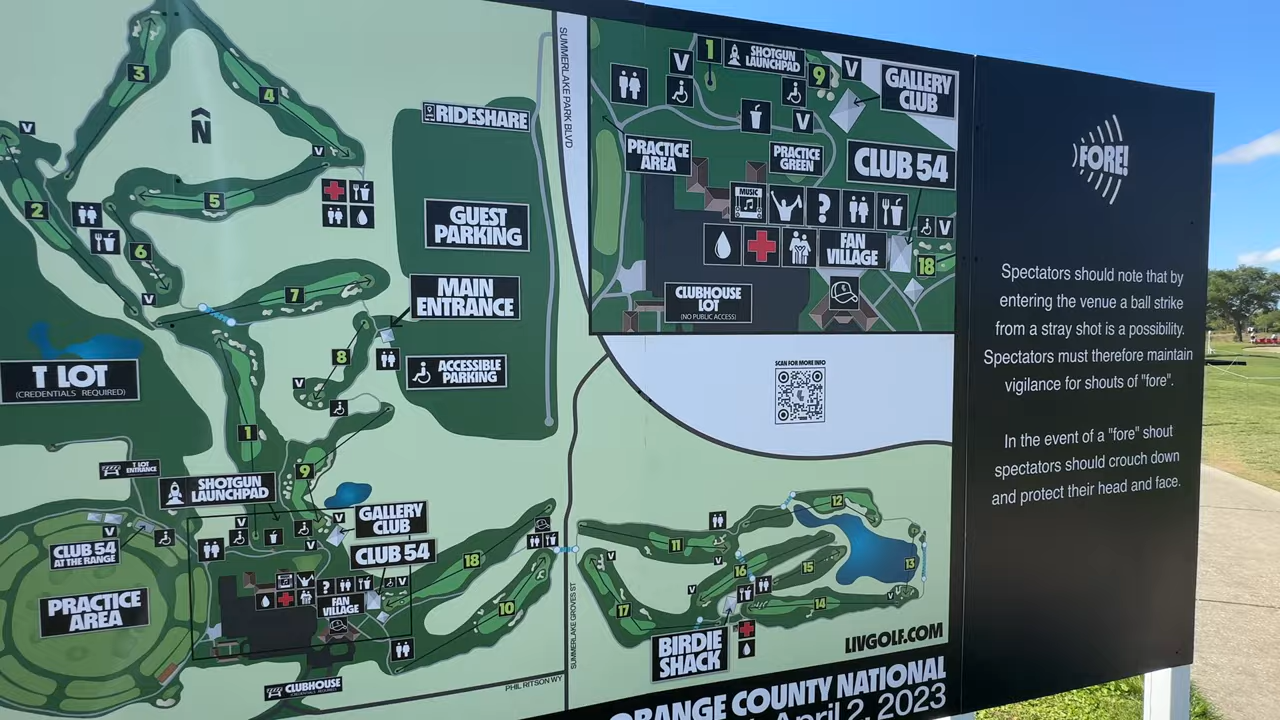 3
4
V
N
V
2
5
6
V
7
8
V
1
9
RIDESHARE
GUEST
PARKING
MAIN
ENTRANCE
ACCESSIBLE
PARKING
T LOT
(CREDENTIALS REQUIRED)
T LOT
ENTRANCE
SHOTGUN
LAUNCHPAD
GALLERY
CLUB
CLUB 54
CLUB 54
AT THE RANGE
PRACTICE
AREA
V
V
V
V
V
?
FAN
VILLAGE
18
10
CLUBHOUSE
PHIL RITSON WY
SUMMERLAKE PARK BLVD
SUMMERLAKE GROVES ST
V
1
SHOTGUN
LAUNCHPAD
9
V
GALLERY
CLUB
V
PRACTICE
AREA
PRACTICE
GREEN
CLUB 54
MUSIC
?
FAN
VILLAGE
V
18
CLUBHOUSE
LOT
(NO PUBLIC ACCESS)
SCAN FOR MORE INFO
12
11
V
V
16
15
13
V
17
14
V
BIRDIE
SHACK
LIVGOLF.COM
ORANGE COUNTY NATIONAL
April 2, 2023
FORE!
Spectators should note that by
entering the venue a ball strike
from a stray shot is a possibility.
Spectators must therefore maintain
vigilance for shouts of "fore".
In the event of a "fore" shout
spectators should crouch down
and protect their head and face.